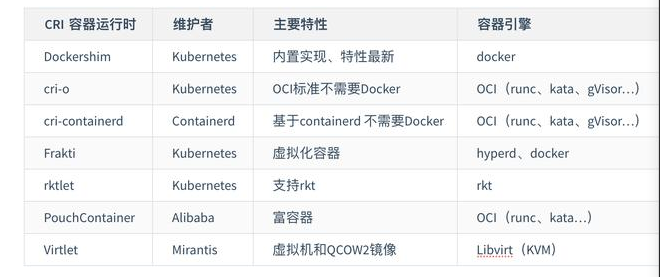 CRI 容器运行时 维护者 主要特性 容器引擎
Dockershim Kubernetes 内置实现、特性最新 docker
cri-o Kubernetes OCI标准不需要Docker OCI（runc、kata、gVisor...）
cri-containerd Containerd 基于containerd 不需要Docker OCI（runc、kata、gVisor...）
Frakti Kubernetes 虚拟化容器 hyperd、docker
rktlet Kubernetes 支持rkt rkt
PouchContainer Alibaba 富容器 OCI（runc、kata...）
Virtlet Mirantis 虚拟机和QCOW2镜像 Libvirt（KVM）